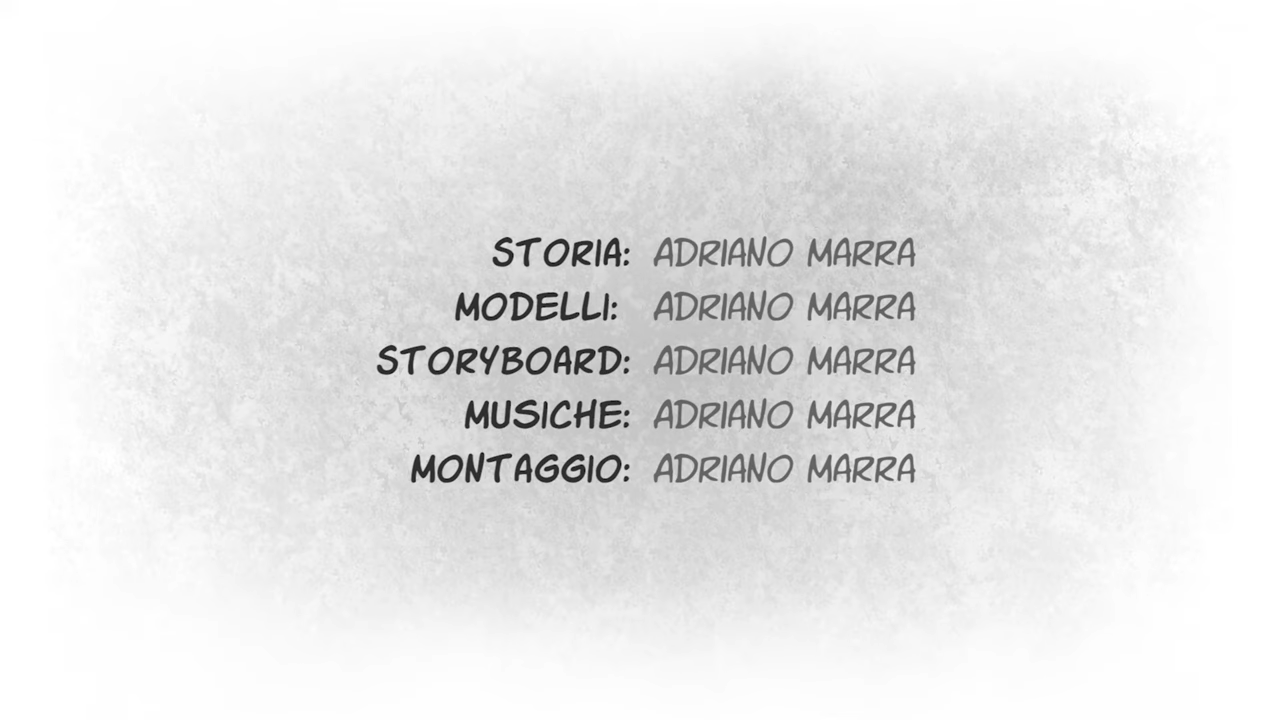 STORIA: ADRIANO MARRA
MODELLI: ADRIANO MARRA
STORYBOARD: ADRIANO MARRA
MUSICHE: ADRIANO MARRA
MONTAGGIO: ADRIANO MARRA